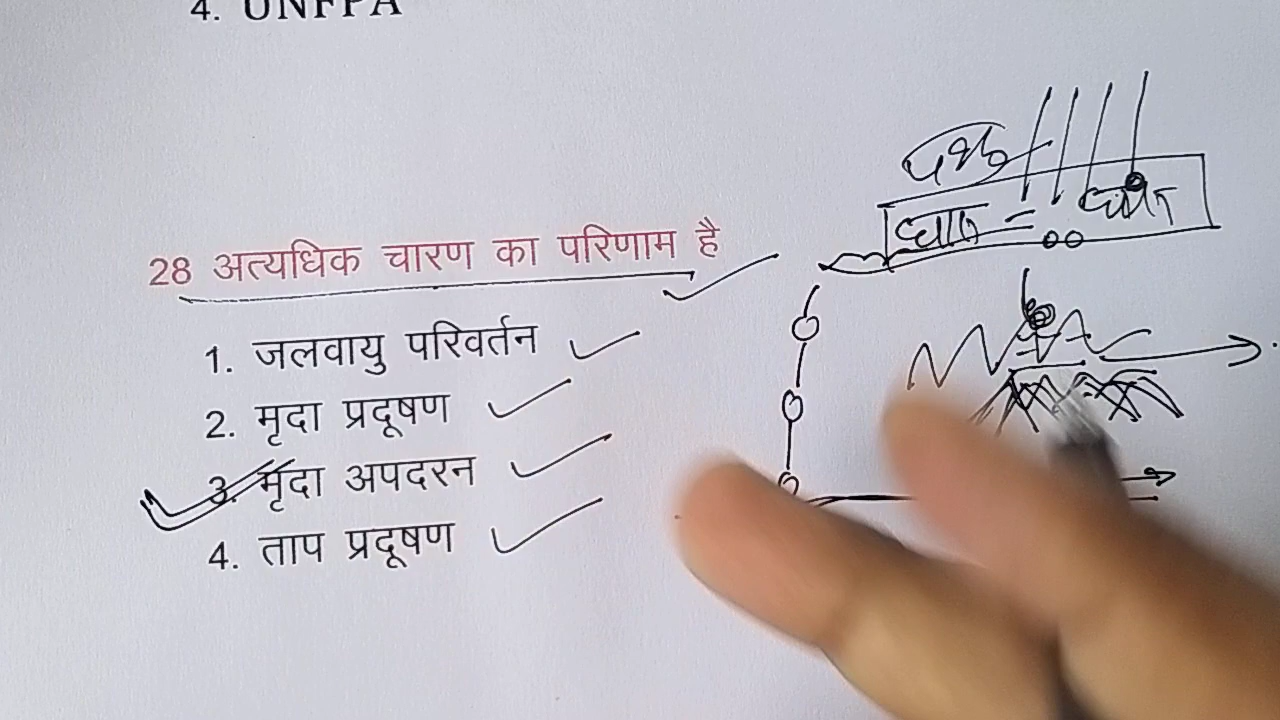 4. UNFPA
28 अत्यधिक चारण का परिणाम है
1. जलवायु परिवर्तन
2. मृदा प्रदूषण
3. मृदा अपदरन
4. ताप प्रदूषण